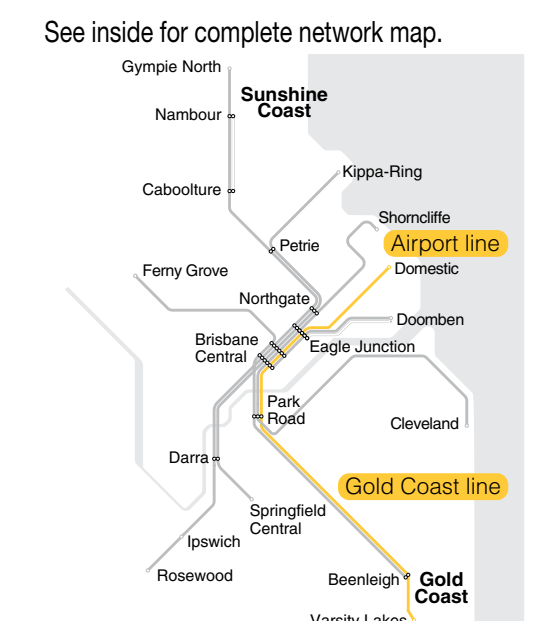 See inside for complete network map.
Gympie North
Sunshine
Coast
Nambour
Caboolture
Kippa-Ring
Shorncliffe
Petrie
Airport line
Ferny Grove
Domestic
Northgate
Doomben
Brisbane
Central
Eagle Junction
Park
Road
Cleveland
Darra
Gold Coast line
Springfield
Central
Ipswich
Rosewood
Beenleigh
Gold
Coast
Varsity Lakes